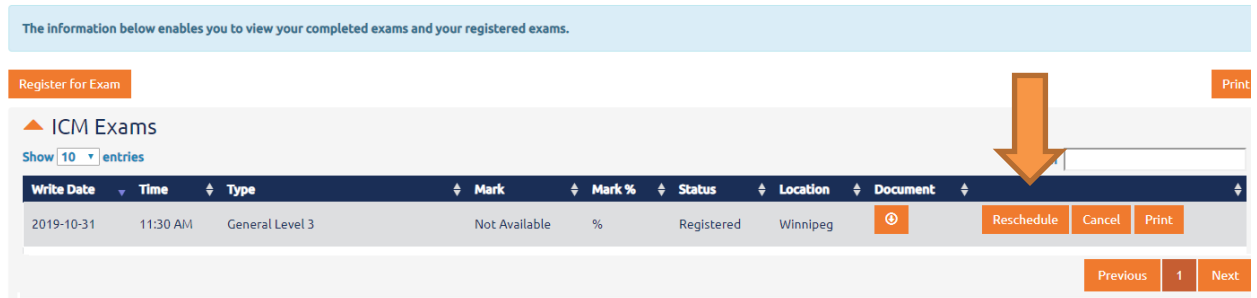 The information below enables you to view your completed exams and your registered exams.
Register for Exam Print
ICM Exams
Show 10 entries
Write Date Time Type Mark Mark % Status Location Document
2019-10-31 11:30 AM General Level 3 Not Available % Registered Winnipeg Reschedule Cancel Print
Previous 1 Next